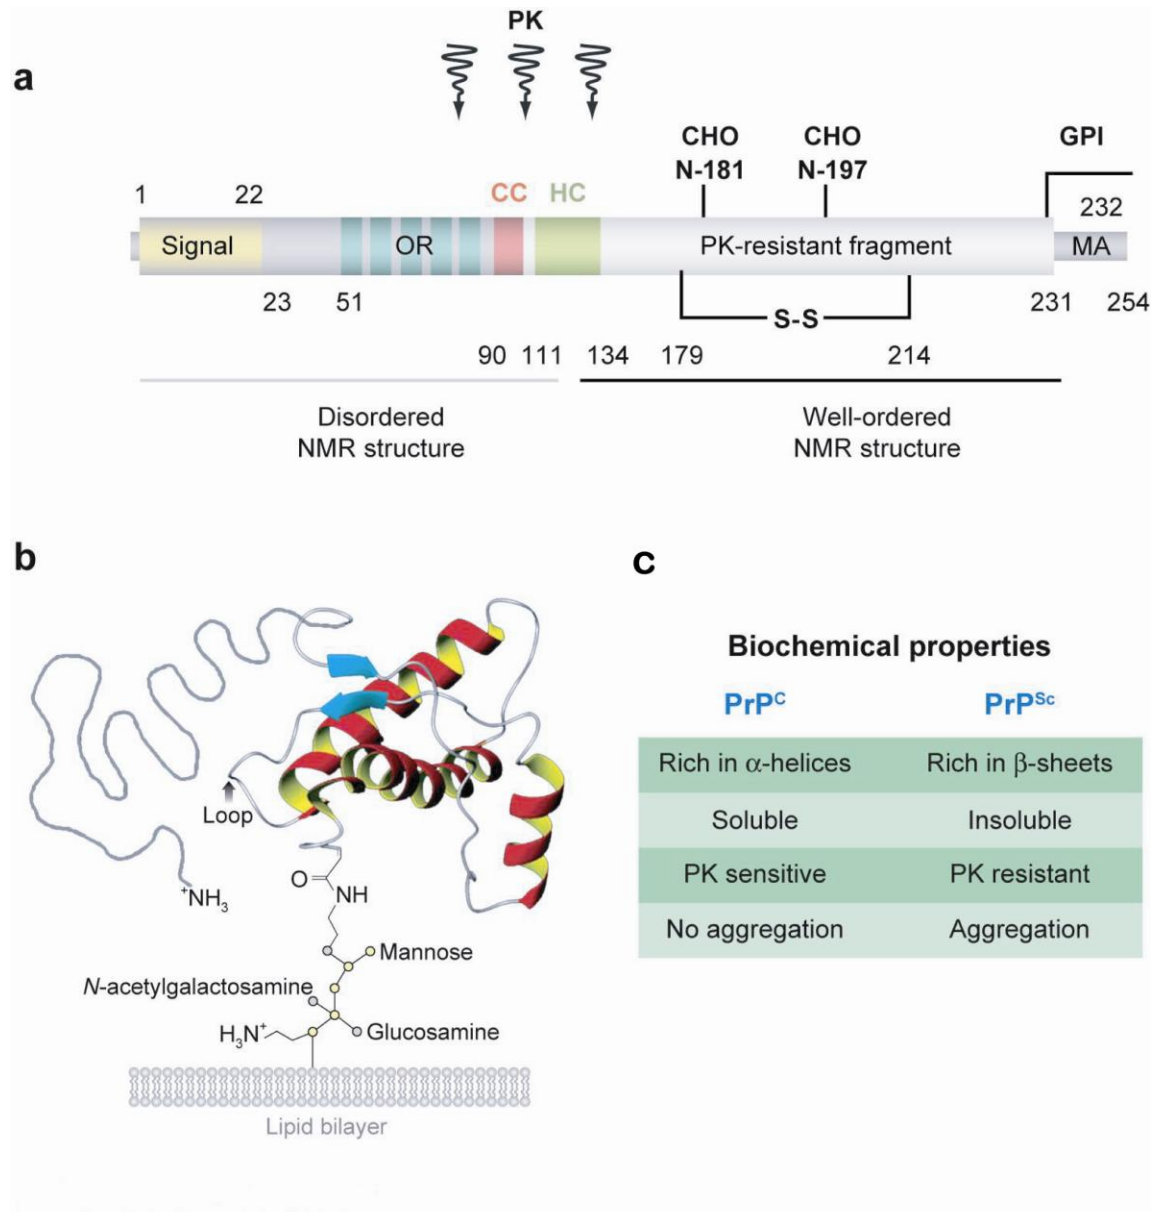 a
PK
CHO
N-181
CHO
N-197
GPI
1
22
CC
HC
232
Signal
OR
PK-resistant fragment
MA
23
51
S-S
231
254
90
111
134
179
214
Disordered
NMR structure
Well-ordered
NMR structure
b
Loop
⁺NH₃
O
NH
Mannose
N-acetylgalactosamine
H₃N⁺
Glucosamine
Lipid bilayer
c
Biochemical properties
PrPᶜ PrPˢᶜ
Rich in α-helices Rich in β-sheets
Soluble Insoluble
PK sensitive PK resistant
No aggregation Aggregation